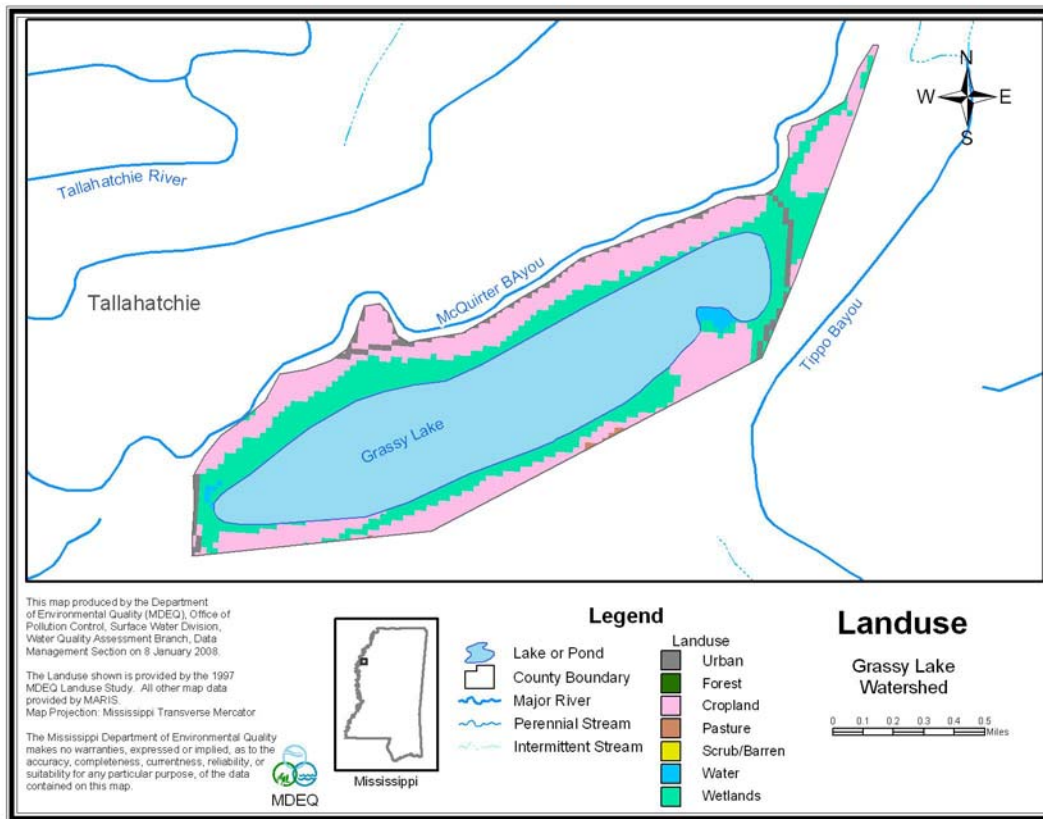 N
W
E
S
Tallahatchie River
Tallahatchie
McQuirter BAyou
Tippo Bayou
Grassy Lake
This map produced by the Department
of Environmental Quality (MDEQ), Office of
Pollution Control, Surface Water Division,
Water Quality Assessment Branch, Data
Management Section on 8 January 2008.
The Landuse shown is provided by the 1997
MDEQ Landuse Study. All other map data
provided by MARIS.
Map Projection: Mississippi Transverse Mercator
The Mississippi Department of Environmental Quality
makes no warranties, expressed or implied, as to the
accuracy, completeness, currentness, reliability, or
suitability for any particular purpose, of the data
contained on this map.
MDEQ
Mississippi
Legend
Lake or Pond
County Boundary
Major River
Perennial Stream
Intermittent Stream
Landuse
Urban
Forest
Cropland
Pasture
Scrub/Barren
Water
Wetlands
Landuse
Grassy Lake
Watershed
0 0.1 0.2 0.3 0.4 0.5
Miles